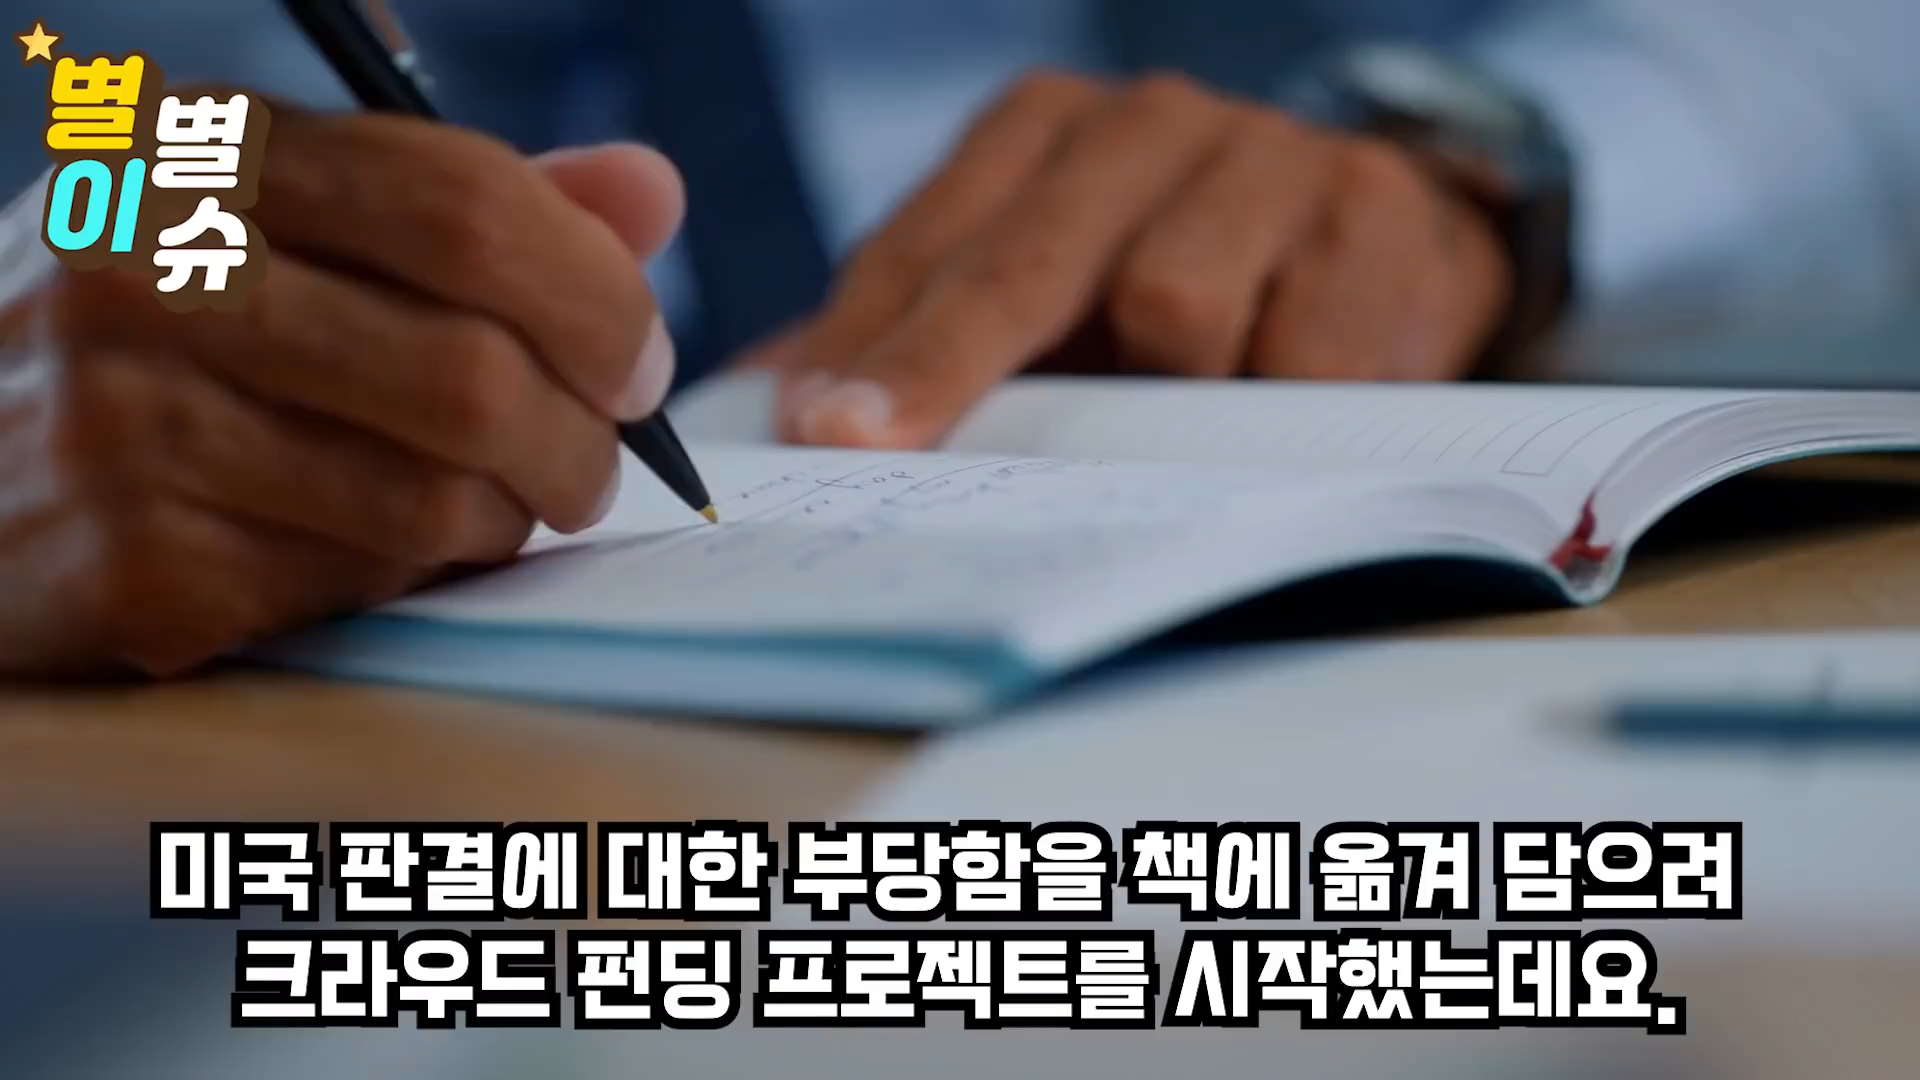 별별
이슈
미국 판결에 대한 부당함을 책에 옮겨 담으려
크라우드 펀딩 프로젝트를 시작했는데요.